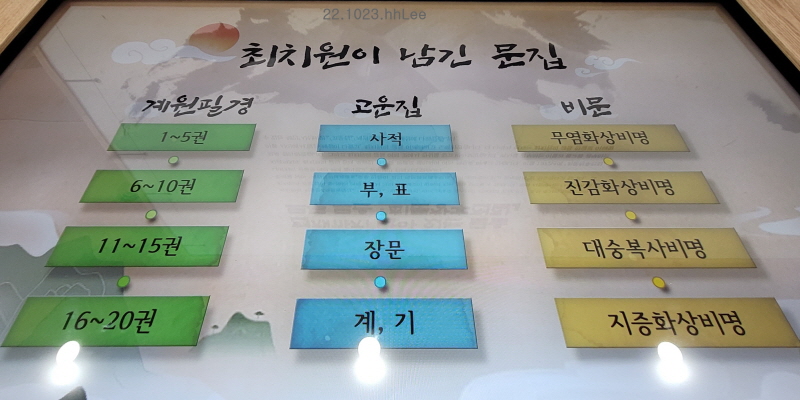 22.1023.hhLee
최치원이 남긴 문집
계원필경 고운집 비문
1~5권 사적 무염화상비명
6~10권 부, 표 진감화상비명
11~15권 장문 대숭복사비명
16~20권 계, 기 지증화상비명